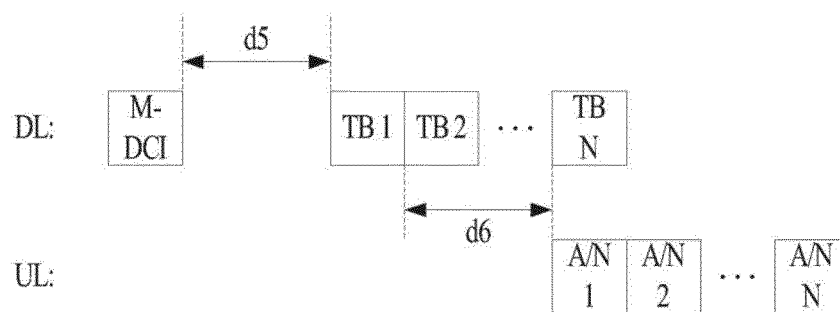 d5
M-
DCI
DL: TB 1 TB 2 ... TB
N
d6
UL: A/N
1 A/N
2 ... A/N
N